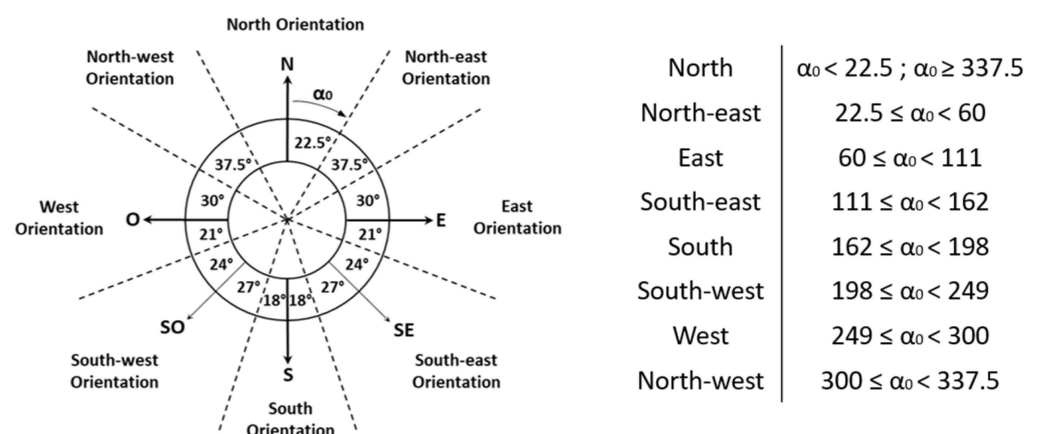 North Orientation
North-west
Orientation
North-east
Orientation
N
α₀
22.5°
37.5°
37.5°
30°
30°
West
Orientation
O
E
East
Orientation
21°
21°
24°
24°
27°
18°
18°
27°
SO
SE
South-west
Orientation
South-east
Orientation
S
South
Orientation
North α₀ < 22.5 ; α₀ ≥ 337.5
North-east 22.5 ≤ α₀ < 60
East 60 ≤ α₀ < 111
South-east 111 ≤ α₀ < 162
South 162 ≤ α₀ < 198
South-west 198 ≤ α₀ < 249
West 249 ≤ α₀ < 300
North-west 300 ≤ α₀ < 337.5